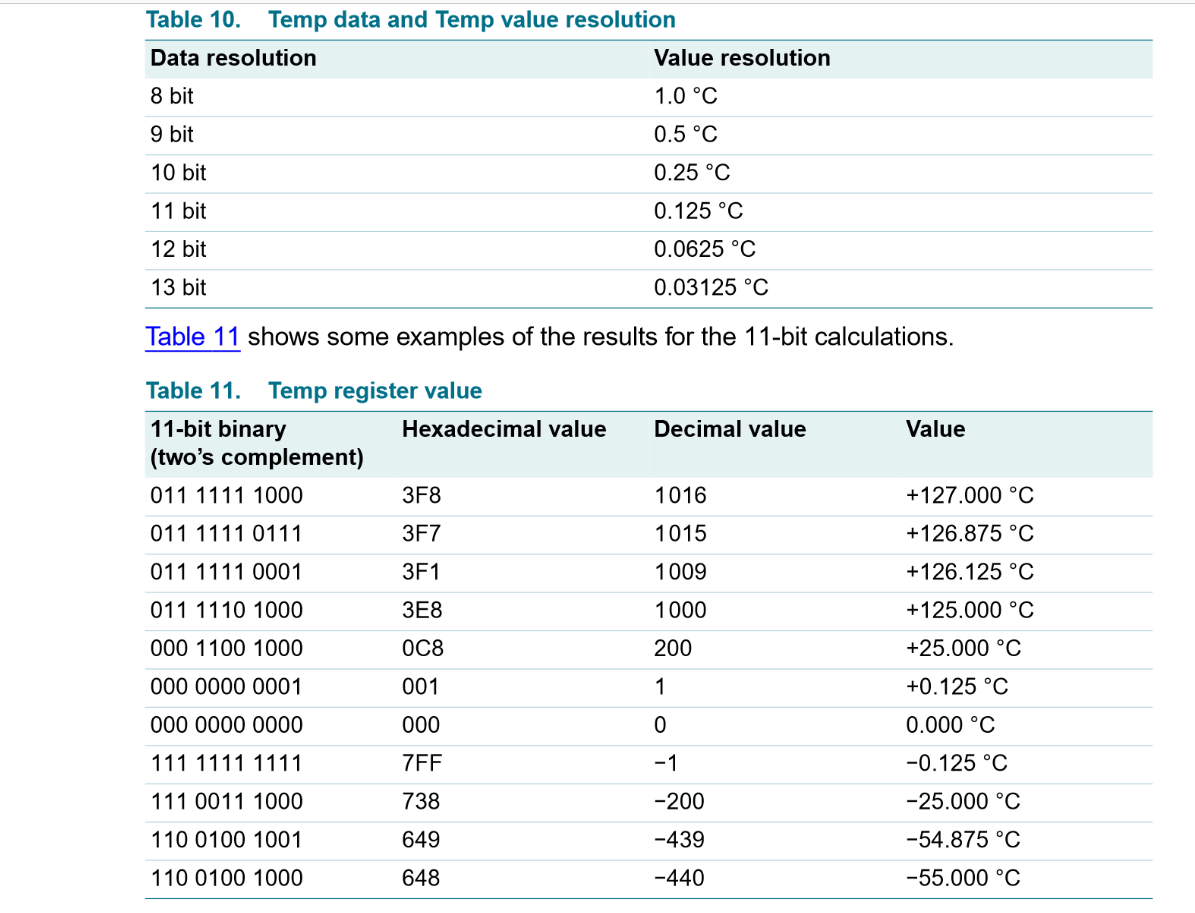 Table 10. Temp data and Temp value resolution
Data resolution Value resolution
8 bit 1.0 °C
9 bit 0.5 °C
10 bit 0.25 °C
11 bit 0.125 °C
12 bit 0.0625 °C
13 bit 0.03125 °C
Table 11 shows some examples of the results for the 11-bit calculations.
Table 11. Temp register value
11-bit binary Hexadecimal value Decimal value Value
(two’s complement)
011 1111 1000 3F8 1016 +127.000 °C
011 1111 0111 3F7 1015 +126.875 °C
011 1111 0001 3F1 1009 +126.125 °C
011 1110 1000 3E8 1000 +125.000 °C
000 1100 1000 0C8 200 +25.000 °C
000 0000 0001 001 1 +0.125 °C
000 0000 0000 000 0 0.000 °C
111 1111 1111 7FF −1 −0.125 °C
111 0011 1000 738 −200 −25.000 °C
110 0100 1001 649 −439 −54.875 °C
110 0100 1000 648 −440 −55.000 °C